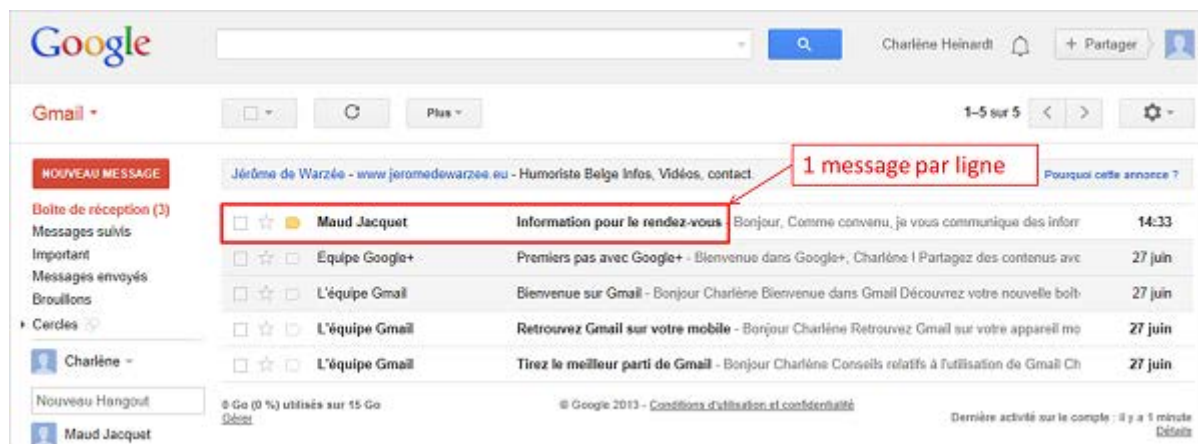 Google
Charlène Heinardt + Partager
Gmail Plus 1–5 sur 5
1 message par ligne
NOUVEAU MESSAGE
Jérôme de Warzée - www.jeromedewarzee.eu - Humoriste Belge Infos, Vidéos, contact. Pourquoi cette annonce ?
Boîte de réception (3)
Messages suivis
Important
Messages envoyés
Brouillons
Cercles
Charlène
Nouveau Hangout
Maud Jacquet
Maud Jacquet Information pour le rendez-vous - Bonjour, Comme convenu, je vous communique des inforr 14:33
Équipe Google+ Premiers pas avec Google+ - Bienvenue dans Google+, Charlène ! Partagez des contenus avc 27 juin
L'équipe Gmail Bienvenue sur Gmail - Bonjour Charlène Bienvenue dans Gmail Découvrez votre nouvelle boît 27 juin
L'équipe Gmail Retrouvez Gmail sur votre mobile - Bonjour Charlène Retrouvez Gmail sur votre appareil mo 27 juin
L'équipe Gmail Tirez le meilleur parti de Gmail - Bonjour Charlène Conseils relatifs à l'utilisation de Gmail Ch 27 juin
0 Go (0 %) utilisés sur 15 Go
Gérer
© Google 2013 - Conditions d'utilisation et confidentialité
Dernière activité sur le compte : il y a 1 minute
Détails